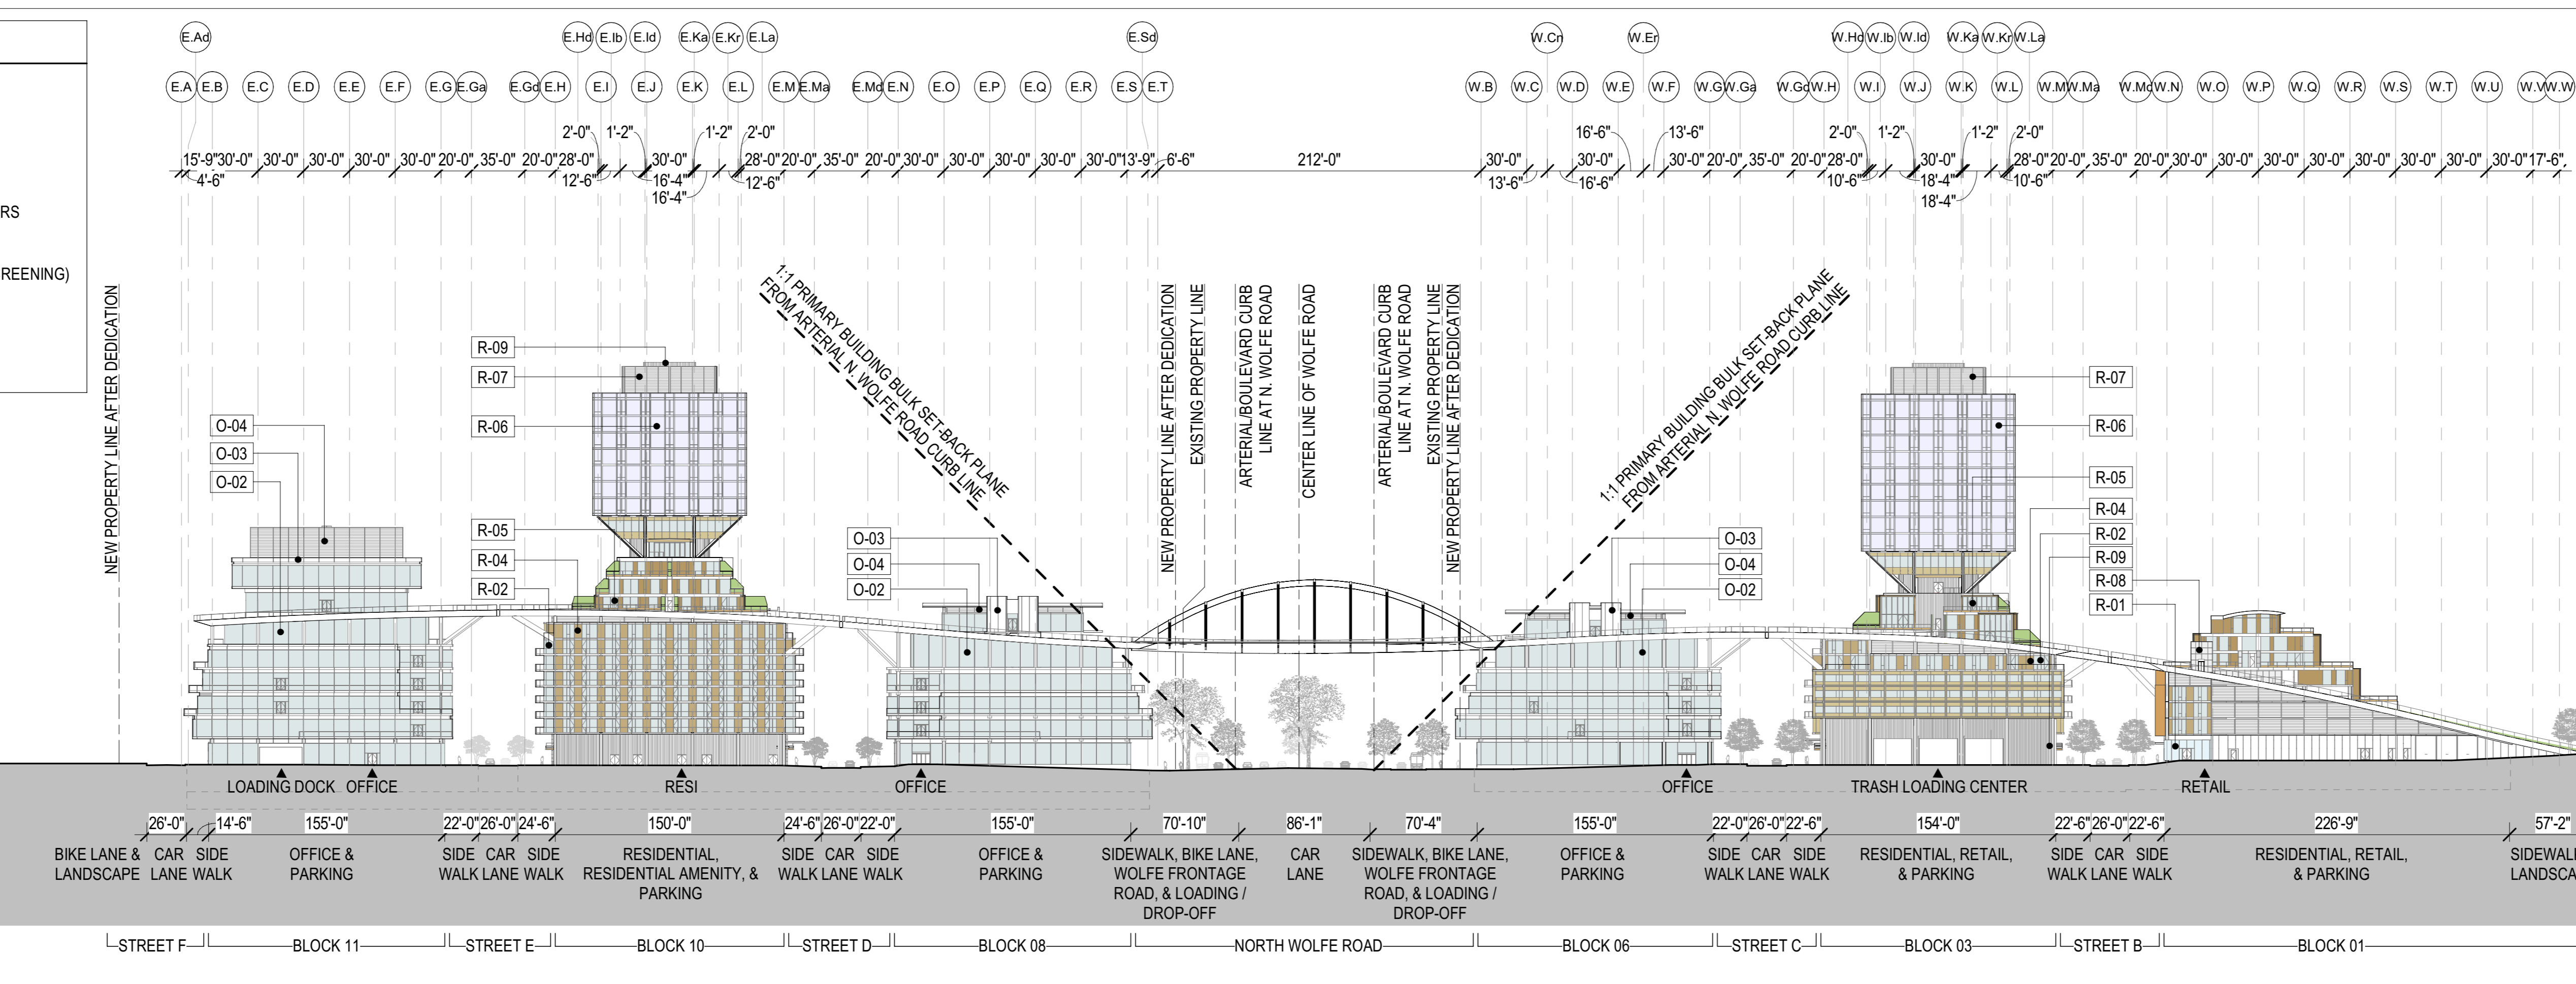 E.Ad
E.Hd
E.Ib
E.Id
E.Ka
E.Kr
E.La
E.Sd
W.Cn
W.Er
W.Hd
W.Ib
W.Id
W.Ka
W.Kr
W.La
E.A
E.B
E.C
E.D
E.E
E.F
E.G
E.Ga
E.Gd
E.H
E.I
E.J
E.K
E.L
E.M
E.Ma
E.Md
E.N
E.O
E.P
E.Q
E.R
E.S
E.T
W.B
W.C
W.D
W.E
W.F
W.G
W.Ga
W.Gd
W.H
W.I
W.J
W.K
W.L
W.M
W.Ma
W.Md
W.N
W.O
W.P
W.Q
W.R
W.S
W.T
W.U
W.V
W.W
2'-0" 1'-2" 1'-2" 2'-0" 16'-6" 13'-6" 2'-0" 1'-2" 1'-2" 2'-0"
15'-9" 30'-0" 30'-0" 30'-0" 30'-0" 30'-0" 20'-0" 35'-0" 20'-0" 28'-0" 30'-0" 28'-0" 20'-0" 35'-0" 20'-0" 30'-0" 30'-0" 30'-0" 30'-0" 30'-0" 13'-9" 6'-6" 212'-0" 30'-0" 30'-0" 30'-0" 20'-0" 35'-0" 20'-0" 28'-0" 30'-0" 28'-0" 20'-0" 35'-0" 20'-0" 30'-0" 30'-0" 30'-0" 30'-0" 30'-0" 30'-0" 30'-0" 30'-0" 17'-6"
4'-6" 12'-6" 16'-4" 12'-6" 13'-6" 16'-6" 10'-6" 18'-4" 10'-6"
16'-4" 18'-4"
RS
REENING)
NEW PROPERTY LINE AFTER DEDICATION
1:1 PRIMARY BUILDING BULK SET-BACK PLANE
FROM ARTERIAL N. WOLFE ROAD CURB LINE
NEW PROPERTY LINE AFTER DEDICATION
EXISTING PROPERTY LINE
ARTERIAL/BOULEVARD CURB
LINE AT N. WOLFE ROAD
CENTER LINE OF WOLFE ROAD
ARTERIAL/BOULEVARD CURB
LINE AT N. WOLFE ROAD
EXISTING PROPERTY LINE
NEW PROPERTY LINE AFTER DEDICATION
1:1 PRIMARY BUILDING BULK SET-BACK PLANE
FROM ARTERIAL N. WOLFE ROAD CURB LINE
O-04
O-03
O-02
R-09
R-07
R-06
R-05
R-04
R-02
O-03
O-04
O-02
O-03
O-04
O-02
R-07
R-06
R-05
R-04
R-02
R-09
R-08
R-01
LOADING DOCK OFFICE
RESI
OFFICE
OFFICE
TRASH LOADING CENTER
RETAIL
26'-0" 14'-6" 155'-0" 22'-0" 26'-0" 24'-6" 150'-0" 24'-6" 26'-0" 22'-0" 155'-0" 70'-10" 86'-1" 70'-4" 155'-0" 22'-0" 26'-0" 22'-6" 154'-0" 22'-6" 26'-0" 22'-6" 226'-9" 57'-2"
BIKE LANE &
LANDSCAPE
CAR
LANE
SIDE
WALK
OFFICE &
PARKING
SIDE
WALK
CAR
LANE
SIDE
WALK
RESIDENTIAL,
RESIDENTIAL AMENITY, &
PARKING
SIDE
WALK
CAR
LANE
SIDE
WALK
OFFICE &
PARKING
SIDEWALK, BIKE LANE,
WOLFE FRONTAGE
ROAD, & LOADING /
DROP-OFF
CAR
LANE
SIDEWALK, BIKE LANE,
WOLFE FRONTAGE
ROAD, & LOADING /
DROP-OFF
OFFICE &
PARKING
SIDE
WALK
CAR
LANE
SIDE
WALK
RESIDENTIAL, RETAIL,
& PARKING
SIDE
WALK
CAR
LANE
SIDE
WALK
RESIDENTIAL, RETAIL,
& PARKING
SIDEWAL
LANDSCA
STREET F
BLOCK 11
STREET E
BLOCK 10
STREET D
BLOCK 08
NORTH WOLFE ROAD
BLOCK 06
STREET C
BLOCK 03
STREET B
BLOCK 01